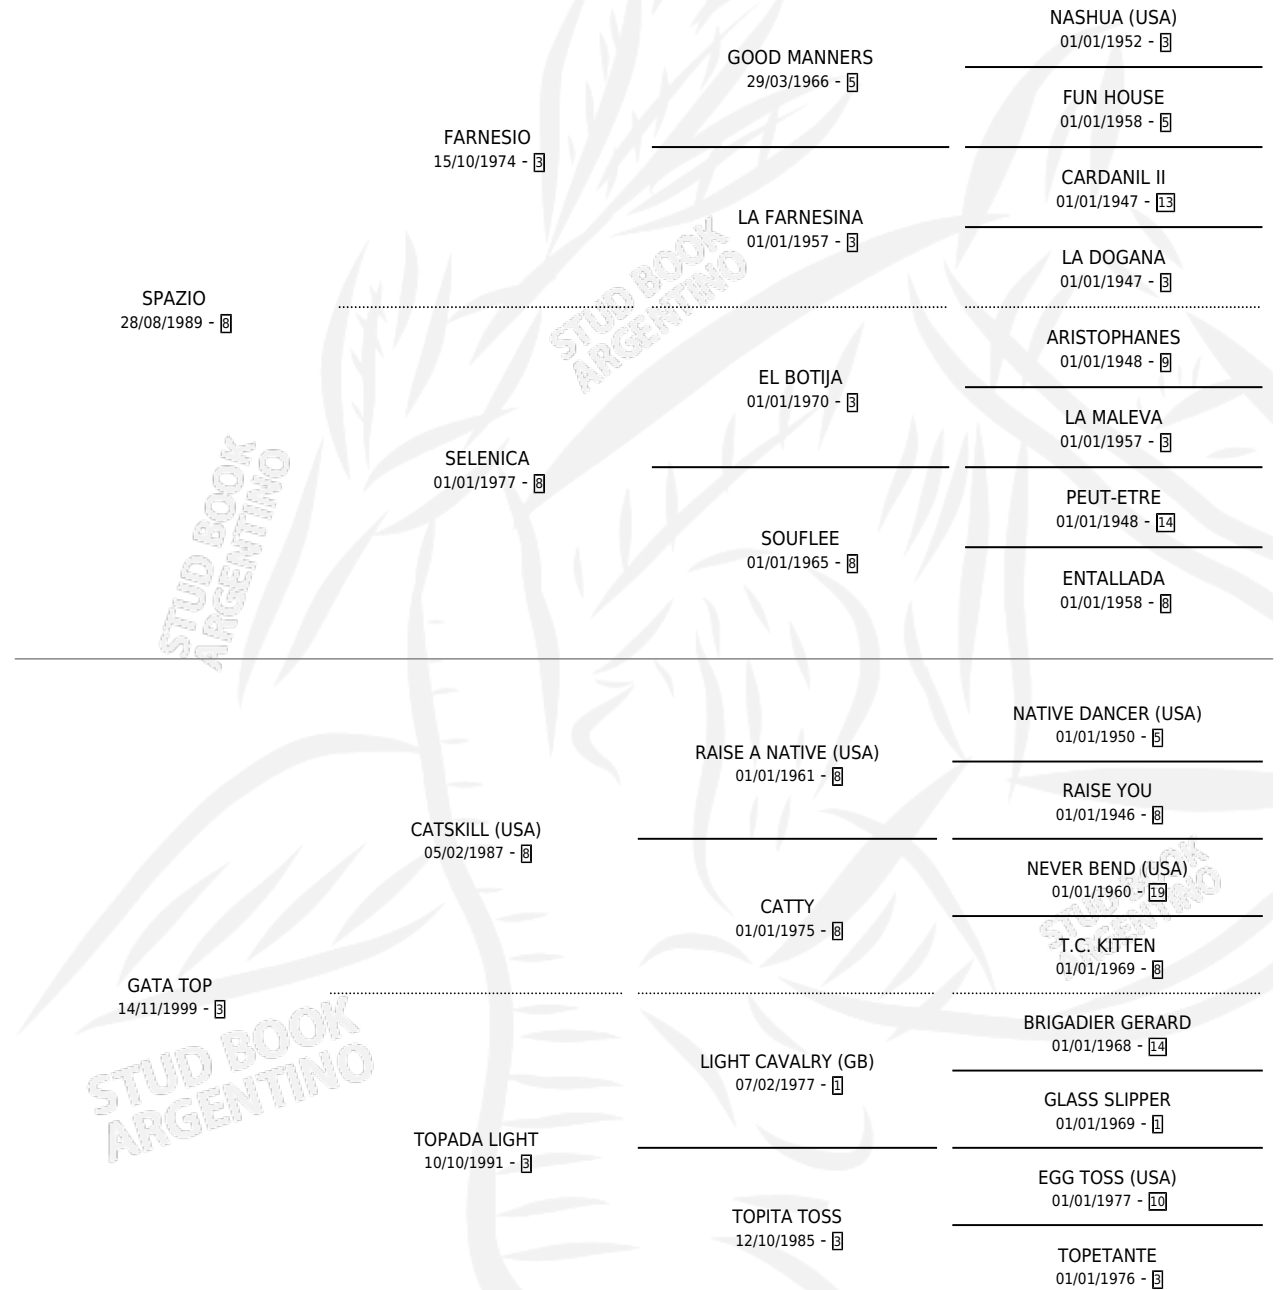 NASHUA (USA)
01/01/1952 - 3
GOOD MANNERS
29/03/1966 - 5
FUN HOUSE
01/01/1958 - 5
FARNESIO
15/10/1974 - 3
CARDANIL II
01/01/1947 - 13
LA FARNESINA
01/01/1957 - 3
LA DOGANA
01/01/1947 - 3
SPAZIO
28/08/1989 - 8
ARISTOPHANES
01/01/1948 - 9
EL BOTIJA
01/01/1970 - 3
LA MALEVA
01/01/1957 - 3
SELENICA
01/01/1977 - 8
PEUT-ETRE
01/01/1948 - 14
SOUFLEE
01/01/1965 - 8
ENTALLADA
01/01/1958 - 8
NATIVE DANCER (USA)
01/01/1950 - 5
RAISE A NATIVE (USA)
01/01/1961 - 8
RAISE YOU
01/01/1946 - 8
CATSKILL (USA)
05/02/1987 - 8
NEVER BEND (USA)
01/01/1960 - 19
CATTY
01/01/1975 - 8
T.C. KITTEN
01/01/1969 - 8
GATA TOP
14/11/1999 - 3
BRIGADIER GERARD
01/01/1968 - 14
LIGHT CAVALRY (GB)
07/02/1977 - 1
GLASS SLIPPER
01/01/1969 - 1
TOPADA LIGHT
10/10/1991 - 3
EGG TOSS (USA)
01/01/1977 - 10
TOPITA TOSS
12/10/1985 - 3
TOPETANTE
01/01/1976 - 3
STUD BOOK
ARGENTINO
STUD BOOK
ARGENTINO
STUD BOOK
ARGENTINO
STUD BOOK
ARGENTINO